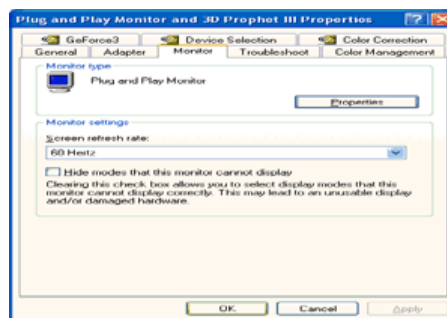 Plug and Play Monitor and 3D Prophet III Properties
GeForce3 Device Selection Color Correction
General Adapter Monitor Troubleshoot Color Management
Monitor type
Plug and Play Monitor
Properties
Monitor settings
Screen refresh rate:
60 Hertz
Hide modes that this monitor cannot display
Clearing this check box allows you to select display modes that this
monitor cannot display correctly. This may lead to an unusable display
and/or damaged hardware.
OK Cancel Apply